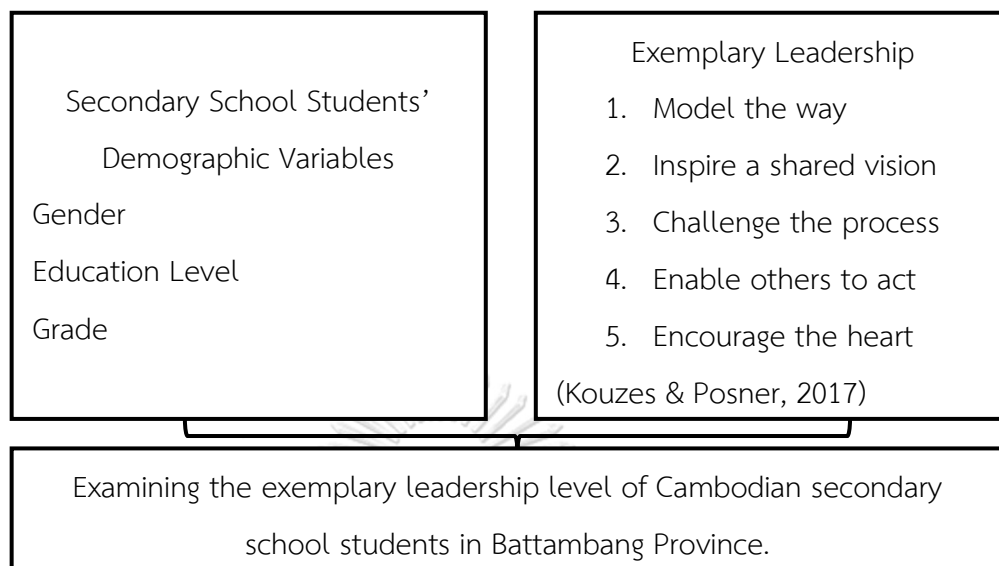 Secondary School Students’
Demographic Variables
Gender
Education Level
Grade
Exemplary Leadership
1. Model the way
2. Inspire a shared vision
3. Challenge the process
4. Enable others to act
5. Encourage the heart
(Kouzes & Posner, 2017)
Examining the exemplary leadership level of Cambodian secondary
school students in Battambang Province.